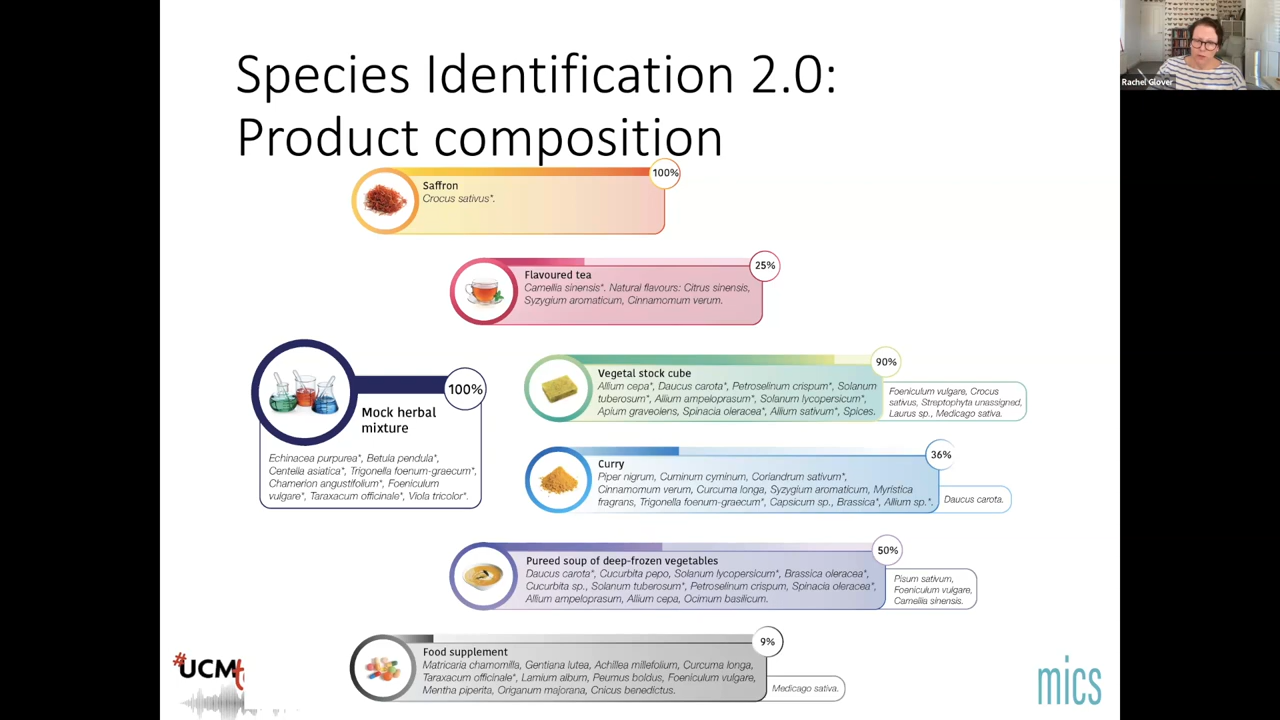 Species Identification 2.0:
Product composition
Rachel Glover
100%
Saffron
Crocus sativus*.
25%
Flavoured tea
Camellia sinensis*. Natural flavours: Citrus sinensis,
Syzygium aromaticum, Cinnamomum verum.
100%
Mock herbal
mixture
Echinacea purpurea*, Betula pendula*,
Centella asiatica*, Trigonella foenum-graecum*,
Chamerion angustifolium*, Foeniculum
vulgare*, Taraxacum officinale*, Viola tricolor*.
90%
Vegetal stock cube
Allium cepa*, Daucus carota*, Petroselinum crispum*, Solanum
tuberosum*, Allium ampeloprasum*, Solanum lycopersicum*,
Apium graveolens, Spinacia oleracea*, Allium sativum*, Spices.
Foeniculum vulgare, Crocus
sativus, Streptophyta unassigned,
Laurus sp., Medicago sativa.
36%
Curry
Piper nigrum, Cuminum cyminum, Coriandrum sativum*,
Cinnamomum verum, Curcuma longa, Syzygium aromaticum, Myristica
fragrans, Trigonella foenum-graecum*, Capsicum sp., Brassica*, Allium sp.*.
Daucus carota.
50%
Pureed soup of deep-frozen vegetables
Daucus carota*, Cucurbita pepo, Solanum lycopersicum*, Brassica oleracea*,
Cucurbita sp., Solanum tuberosum*, Petroselinum crispum, Spinacia oleracea*,
Allium ampeloprasum, Allium cepa, Ocimum basilicum.
Pisum sativum,
Foeniculum vulgare,
Camellia sinensis.
9%
Food supplement
Matricaria chamomilla, Gentiana lutea, Achillea millefolium, Curcuma longa,
Taraxacum officinale*, Lamium album, Peumus boldus, Foeniculum vulgare,
Mentha piperita, Origanum majorana, Cnicus benedictus.
Medicago sativa.
#UCMt
mics